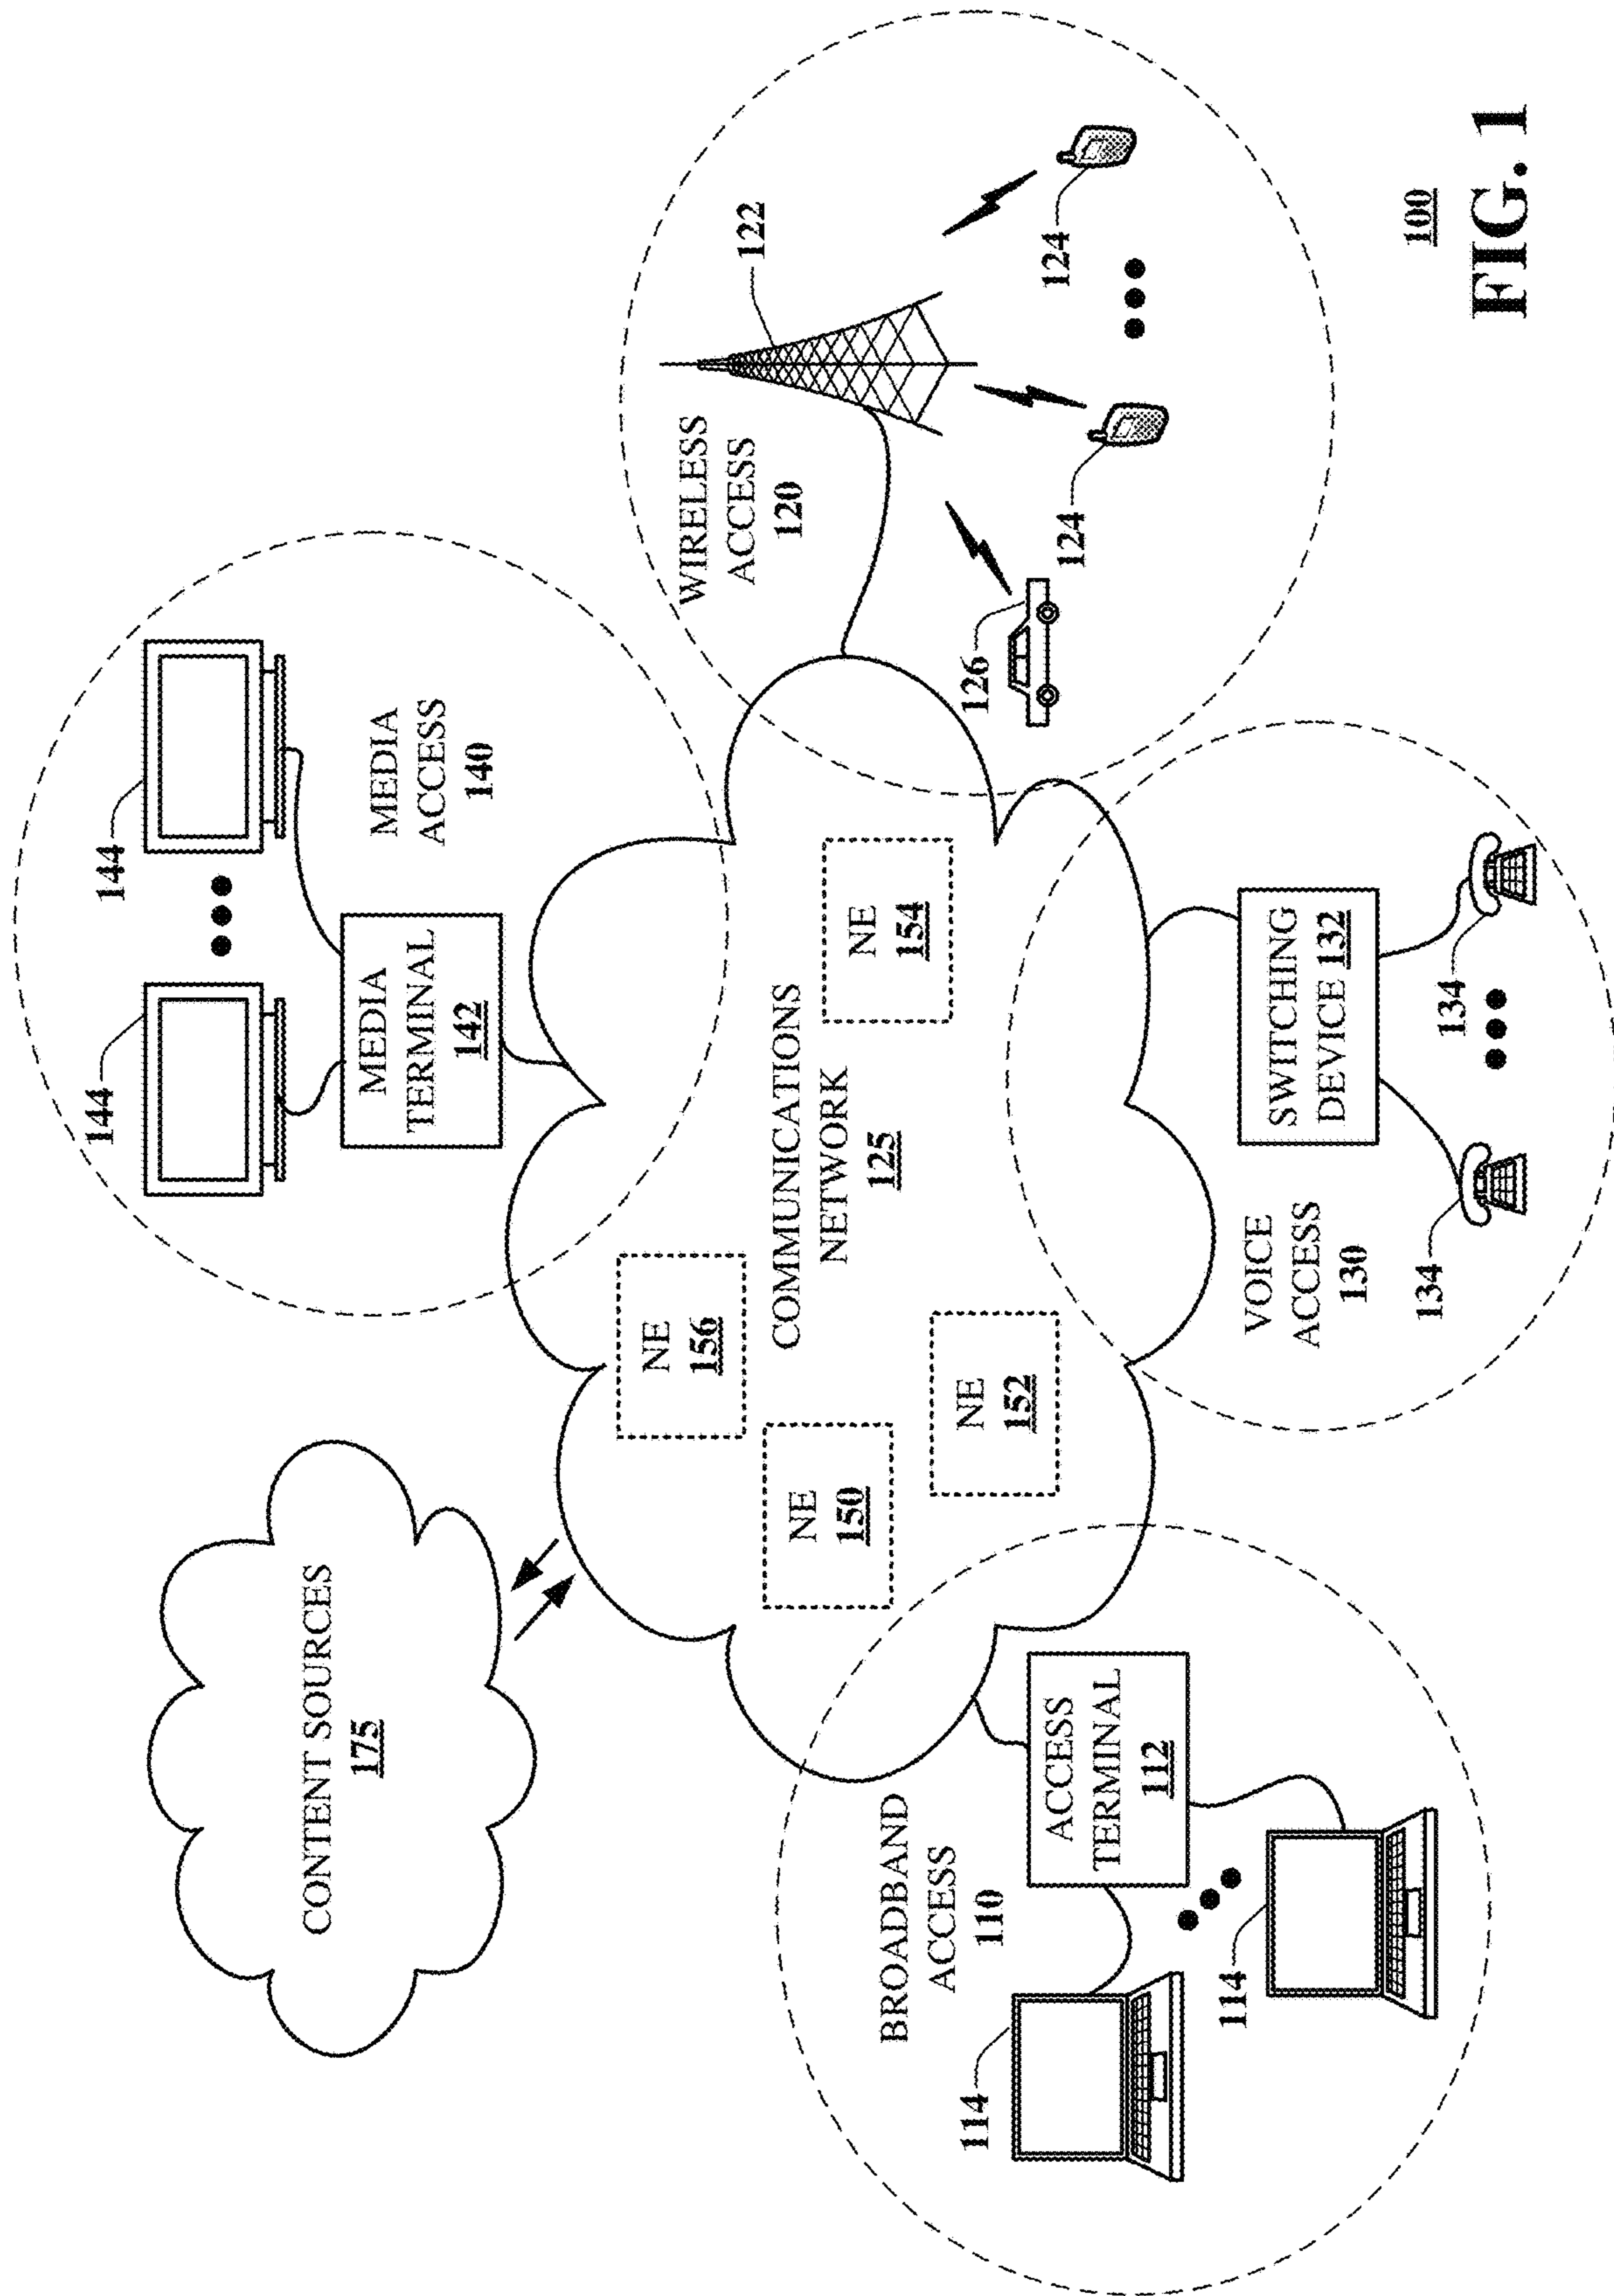 CONTENT SOURCES
175
144
144
MEDIA
TERMINAL
142
MEDIA
ACCESS
140
WIRELESS
ACCESS
120
122
124
124
126
NE
156
NE
150
NE
152
COMMUNICATIONS
NETWORK
125
NE
154
BROADBAND
ACCESS
110
ACCESS
TERMINAL
112
114
114
VOICE
ACCESS
130
SWITCHING
DEVICE 132
134
134
100
FIG. 1